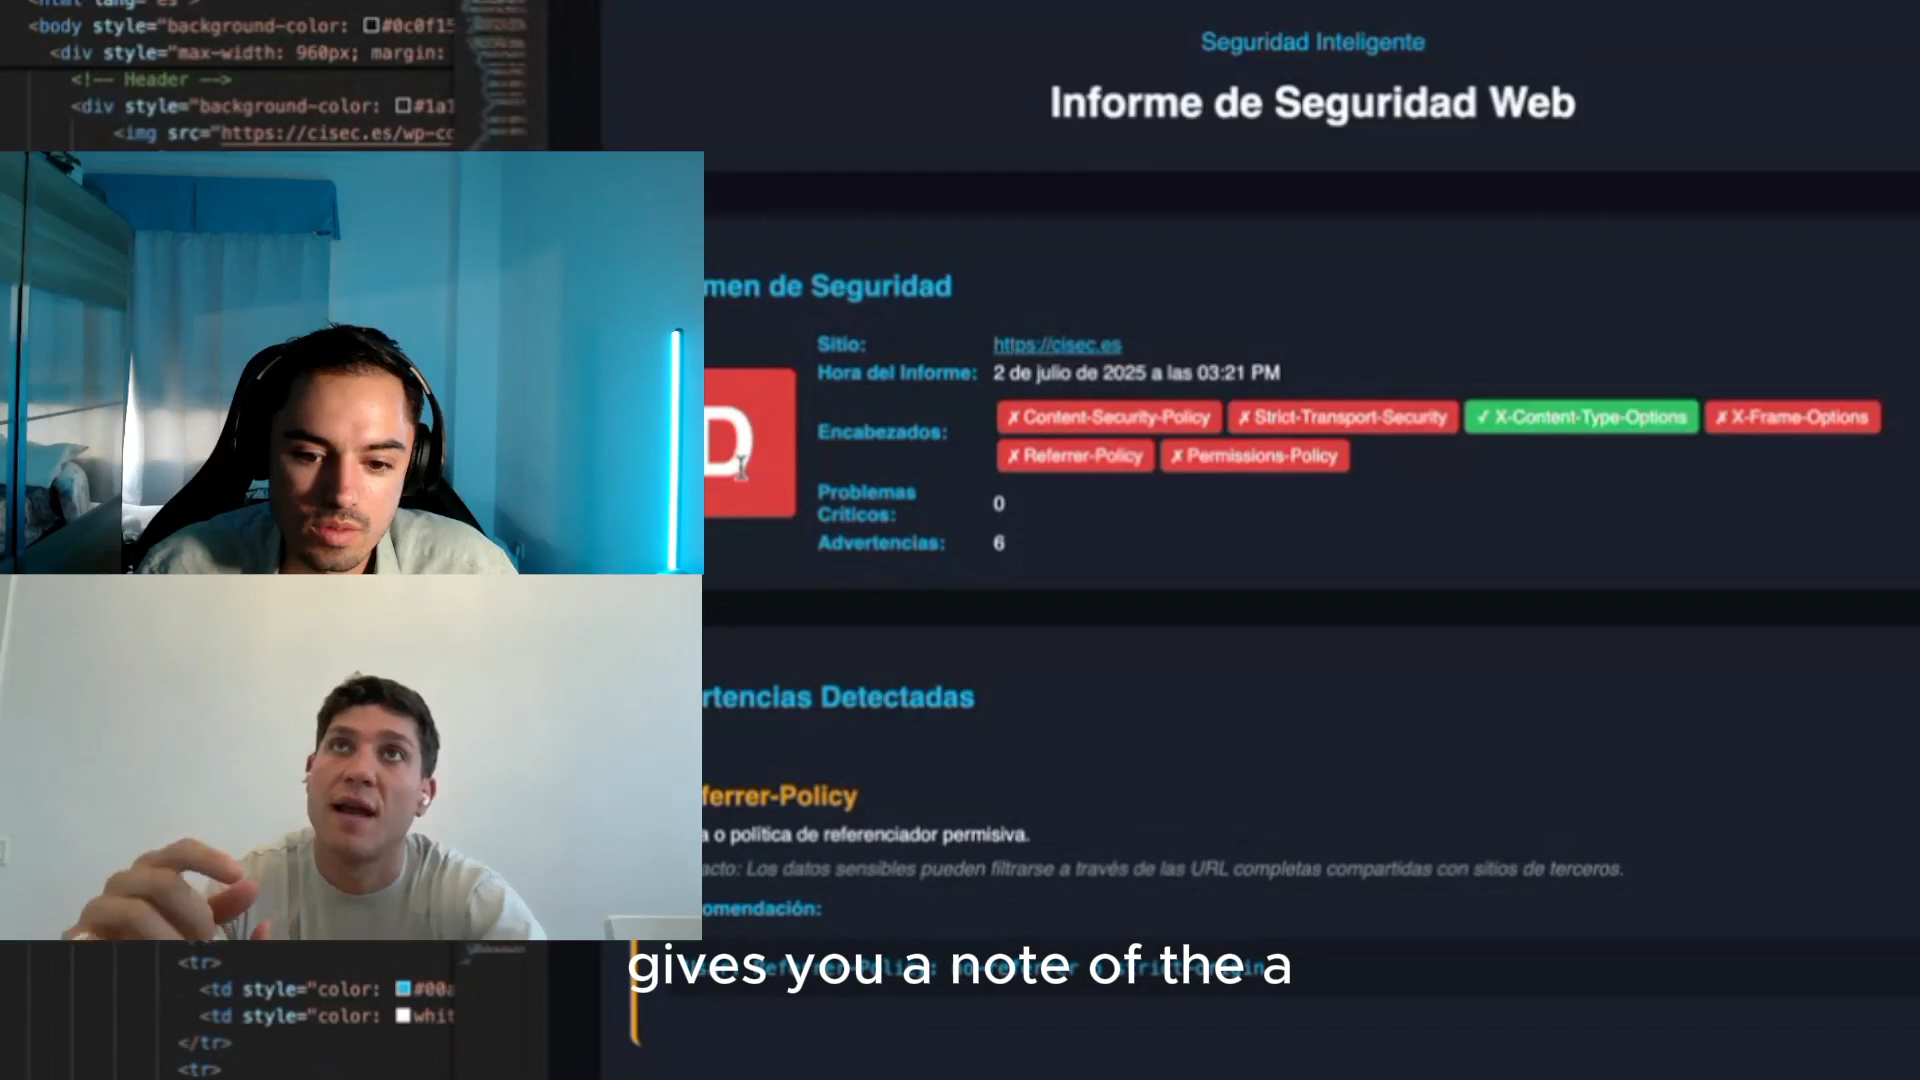 <body style="background-color: #0c0f15
<div style="max-width: 960px; margin:
<!-- Header -->
<div style="background-color: #1a1
<img src="https://cisec.es/wp-co
Seguridad Inteligente
Informe de Seguridad Web
men de Seguridad
D
Sitio: https://cisec.es
Hora del Informe: 2 de julio de 2025 a las 03:21 PM
Encabezados:
✗ Content-Security-Policy ✗ Strict-Transport-Security ✓ X-Content-Type-Options ✗ X-Frame-Options
✗ Referrer-Policy ✗ Permissions-Policy
Problemas
Críticos: 0
Advertencias: 6
rtencias Detectadas
ferrer-Policy
a o política de referenciador permisiva.
acto: Los datos sensibles pueden filtrarse a través de las URL completas compartidas con sitios de terceros.
omendación:
gives you a note of the a
<tr>
<td style="color: #00a
<td style="color: whit
</tr>
<tr>